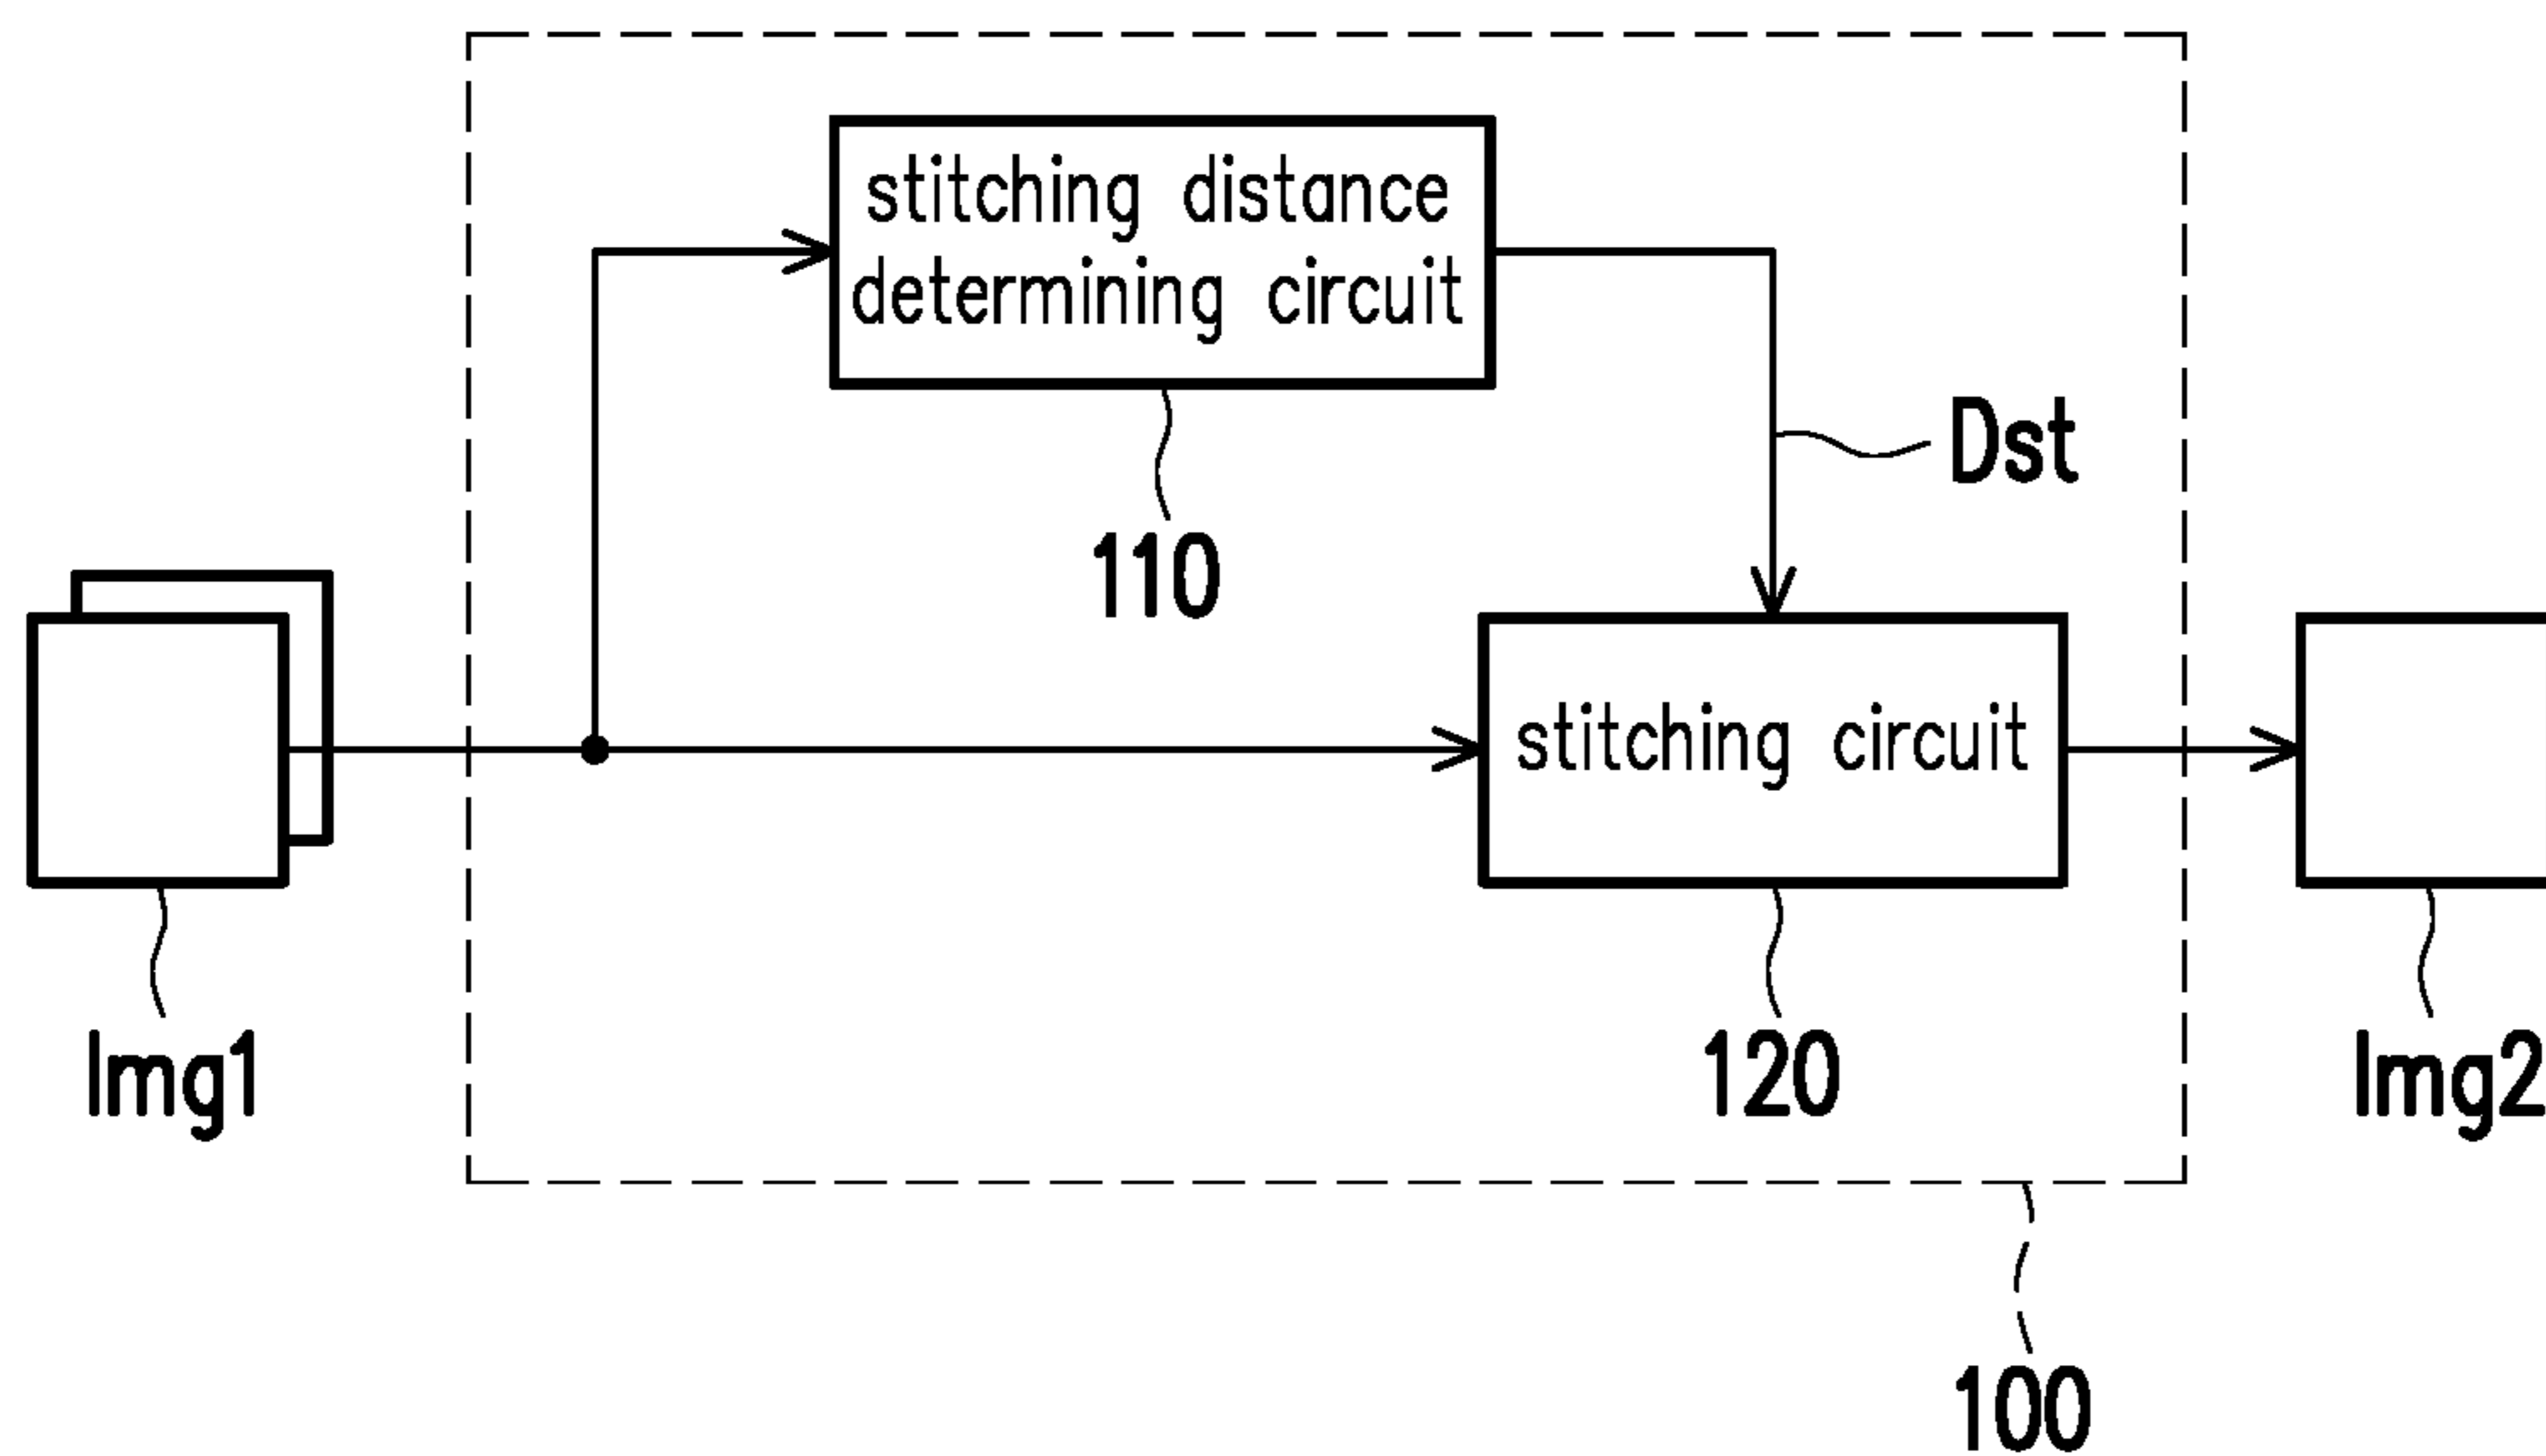 stitching distance
determining circuit
Dst
110
stitching circuit
Img1
120
Img2
100